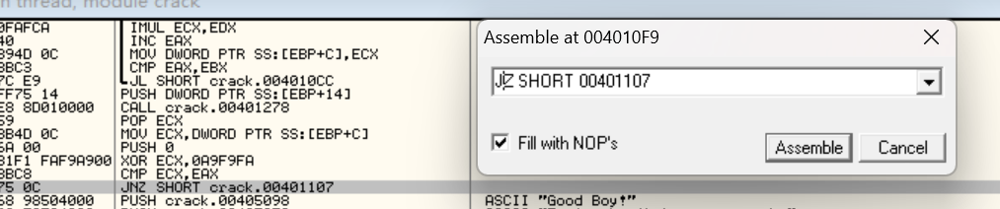 n thread, module crack
0FAFCA IMUL ECX,EDX
40 INC EAX
894D 0C MOV DWORD PTR SS:[EBP+C],ECX
3BC3 CMP EAX,EBX
7C E9 JL SHORT crack.004010CC
FF75 14 PUSH DWORD PTR SS:[EBP+14]
E8 8D010000 CALL crack.00401278
59 POP ECX
8B4D 0C MOV ECX,DWORD PTR SS:[EBP+C]
6A 00 PUSH 0
81F1 FAF9A900 XOR ECX,0A9F9FA
3BC8 CMP ECX,EAX
75 0C JNZ SHORT crack.00401107
68 98504000 PUSH crack.00405098 ASCII "Good Boy!"
Assemble at 004010F9
JZ SHORT 00401107
Fill with NOP's
Assemble
Cancel